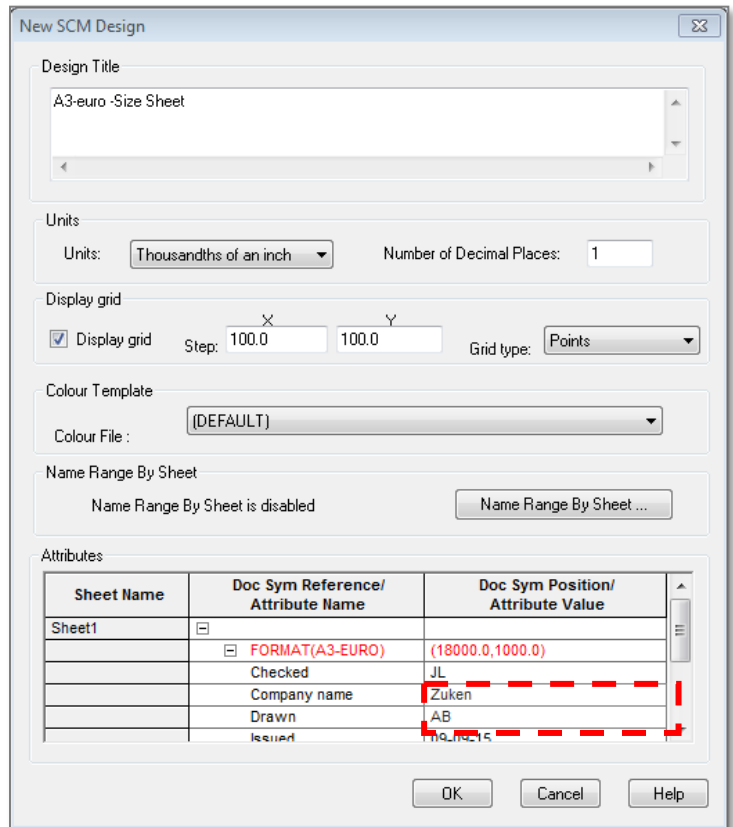 New SCM Design
Design Title
A3-euro -Size Sheet
Units
Units: Thousandths of an inch Number of Decimal Places: 1
Display grid
X Y
Display grid Step: 100.0 100.0 Grid type: Points
Colour Template
Colour File : (DEFAULT)
Name Range By Sheet
Name Range By Sheet is disabled Name Range By Sheet ...
Attributes
Sheet Name Doc Sym Reference/ Doc Sym Position/
Attribute Name Attribute Value
Sheet1
FORMAT(A3-EURO) (18000.0,1000.0)
Checked JL
Company name Zuken
Drawn AB
Issued 09-09-15
OK Cancel Help